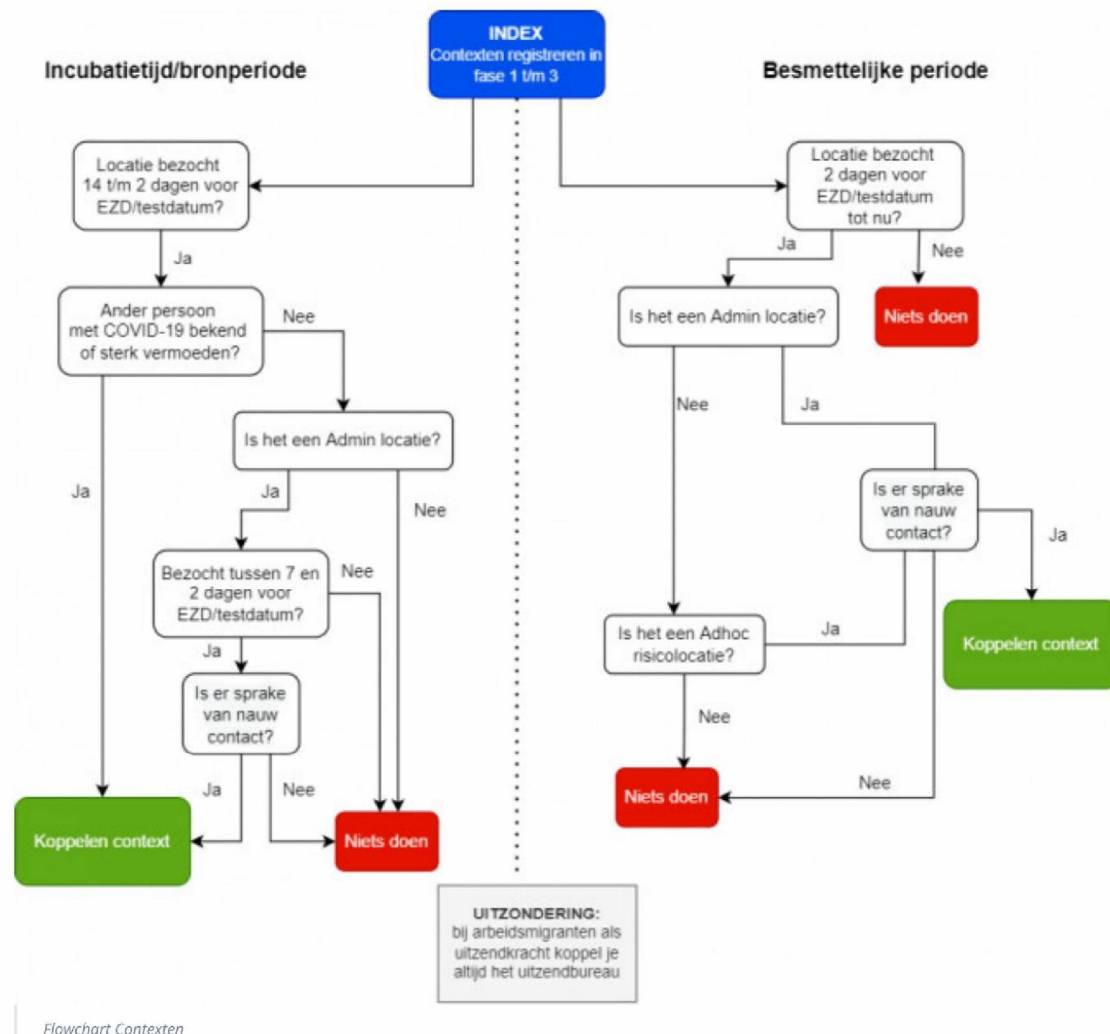 INDEX
Contexten registreren in
fase 1 t/m 3
Incubatietijd/bronperiode
Besmettelijke periode
Locatie bezocht
14 t/m 2 dagen voor
EZD/testdatum?
Ja
Ander persoon
met COVID-19 bekend
of sterk vermoeden?
Nee
Is het een Admin locatie?
Ja
Ja
Nee
Bezocht tussen 7 en
2 dagen voor
EZD/testdatum?
Nee
Ja
Is er sprake
van nauw
contact?
Ja
Nee
Koppelen context
Niets doen
Locatie bezocht
2 dagen voor
EZD/testdatum
tot nu?
Ja
Nee
Is het een Admin locatie?
Niets doen
Nee
Ja
Is er sprake
van nauw
contact?
Ja
Is het een Adhoc
risicolocatie?
Ja
Koppelen context
Nee
Niets doen
Nee
UITZONDERING:
bij arbeidsmigranten als
uitzendkracht koppel je
altijd het uitzendbureau
Flowchart Contexten